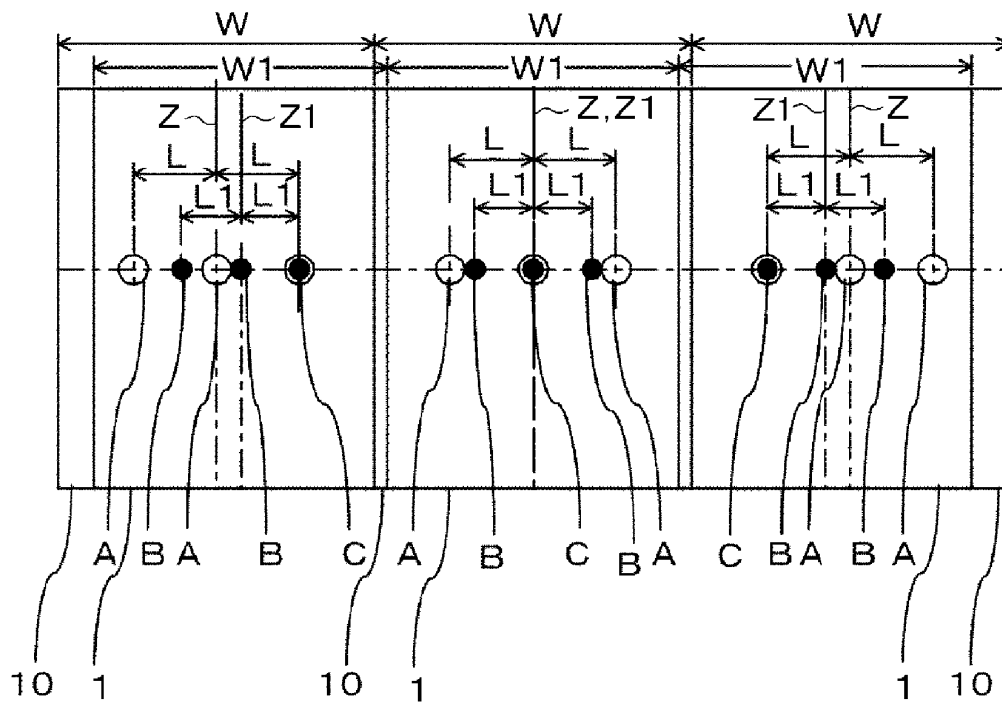 W W W
W1 W1 W1
Z Z1 Z,Z1 Z1 Z
L L L L L L
L1 L1 L1 L1 L1 L1
A B A B C A B C B A C B A B A
10 1 10 1 1 10